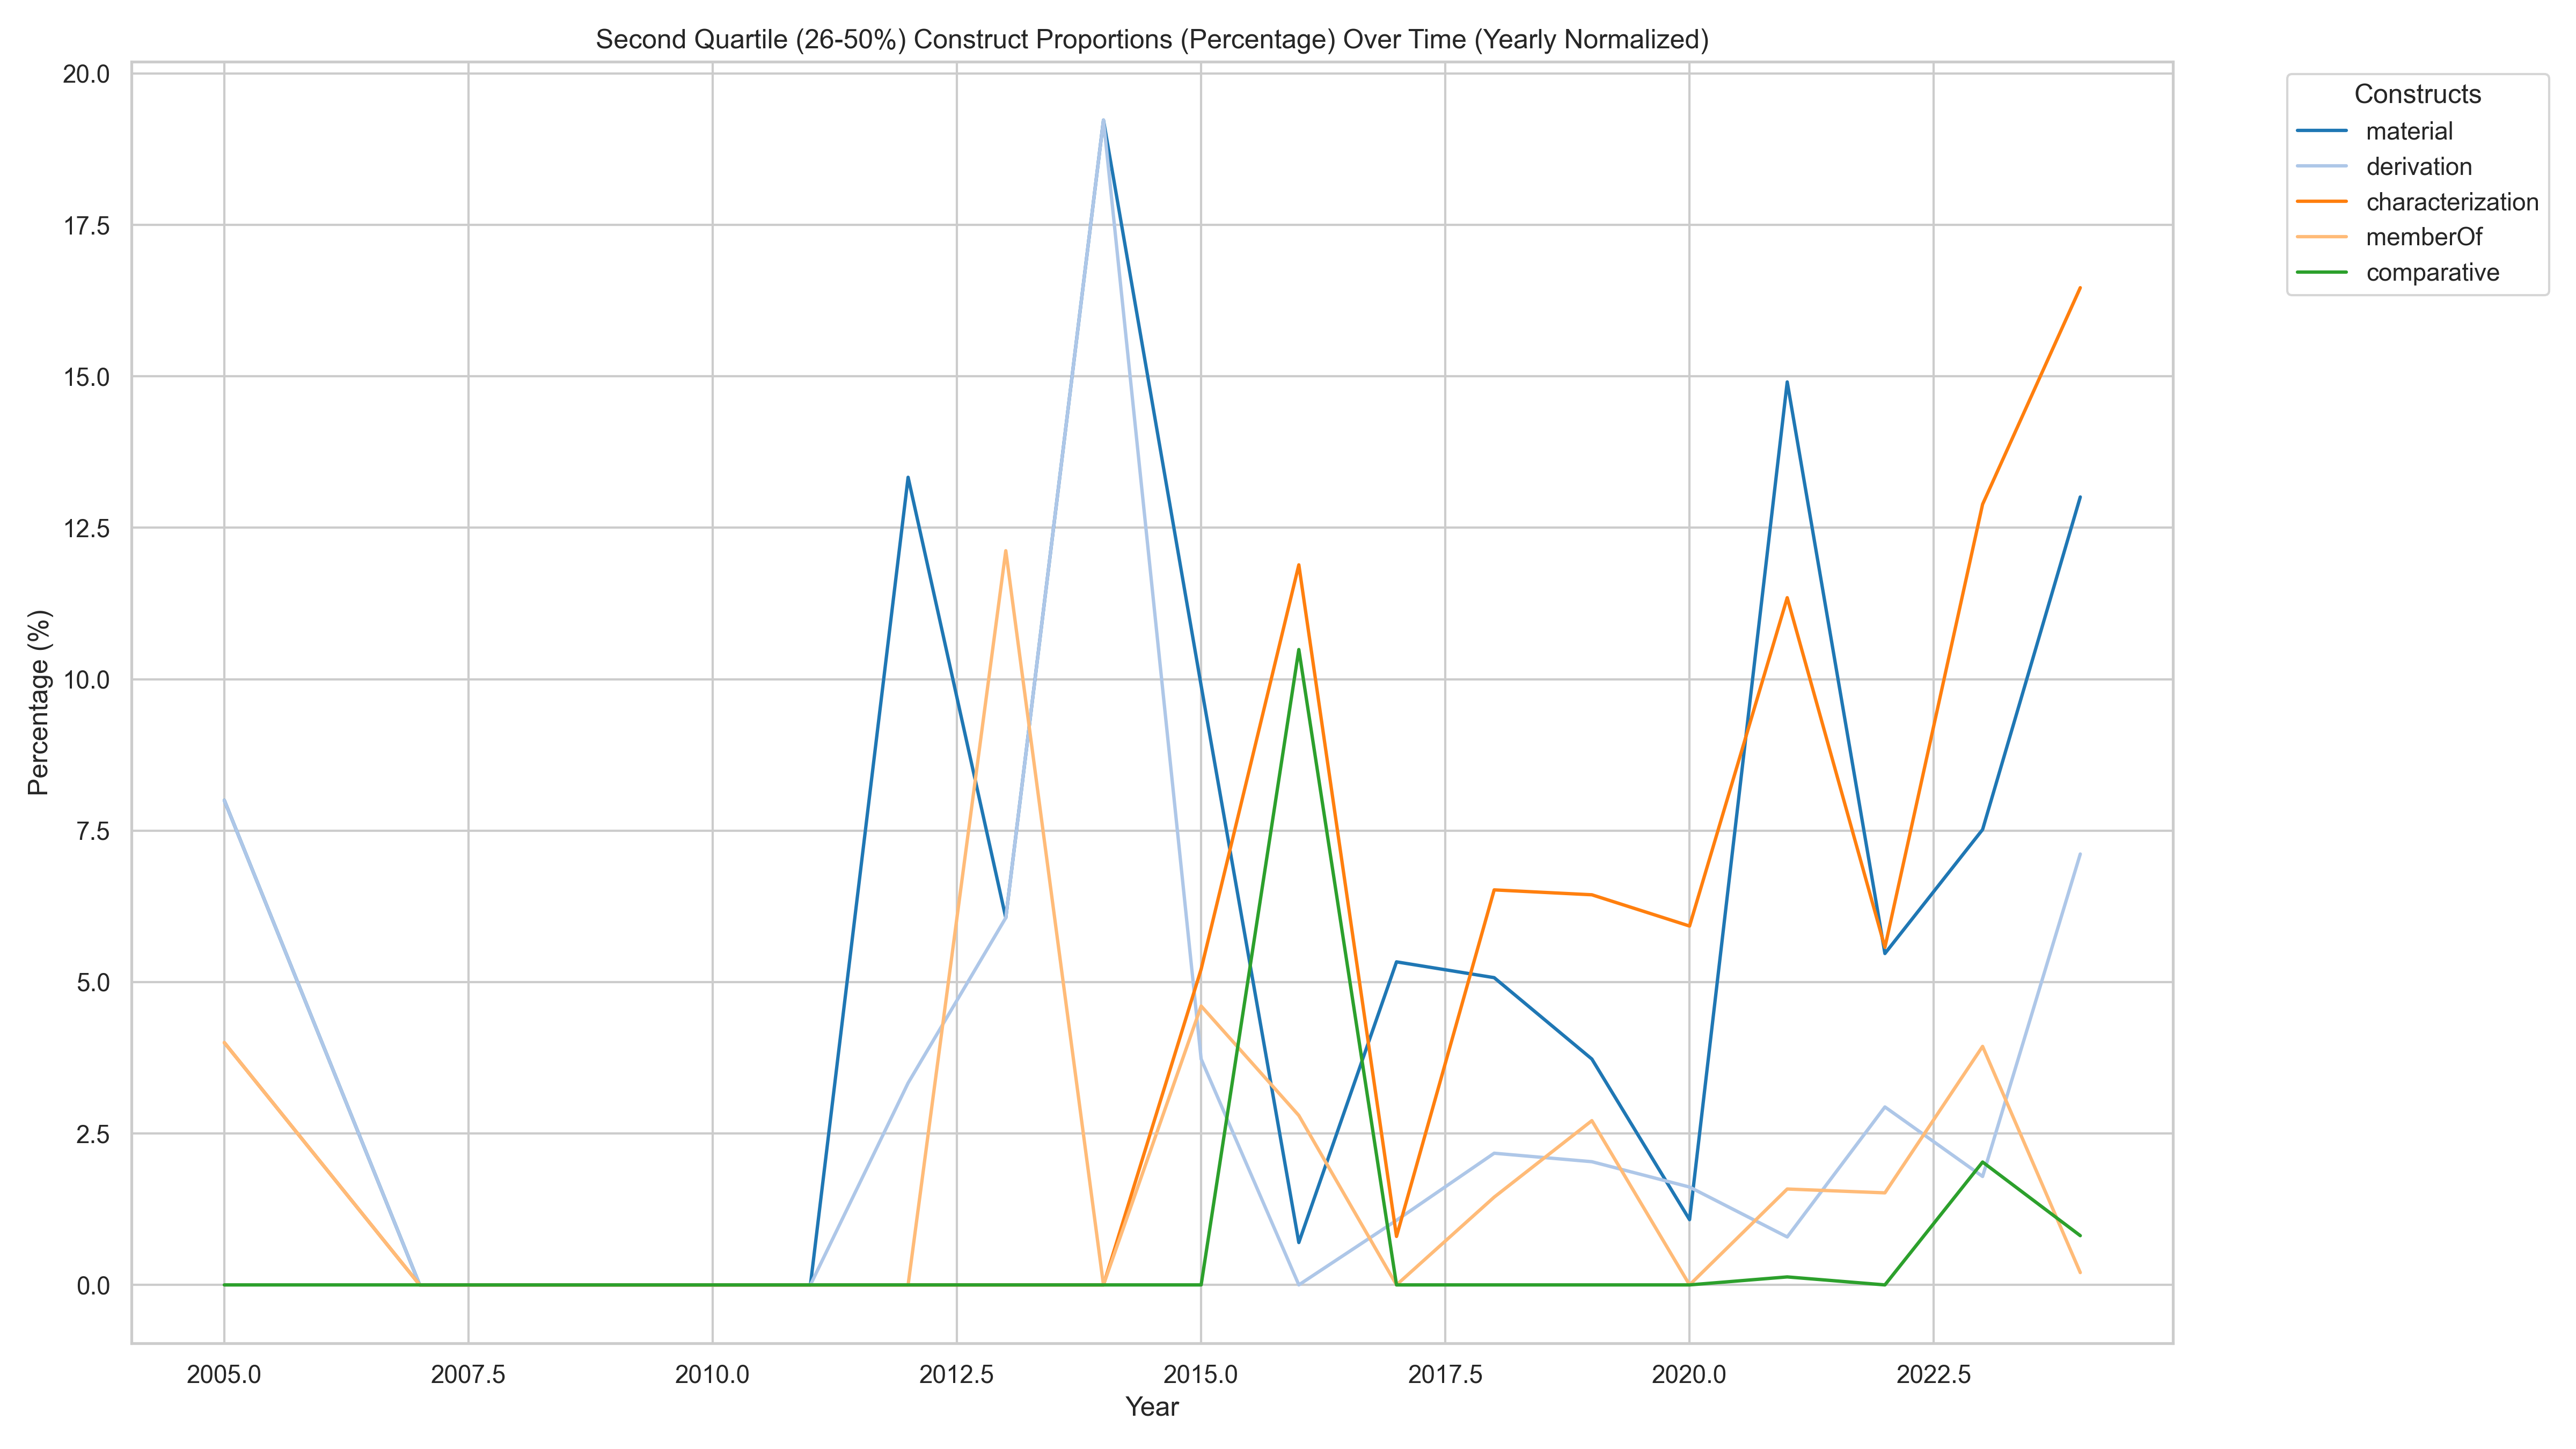 Second Quartile (26-50%) Construct Proportions (Percentage) Over Time (Yearly Normalized)
Constructs
material
derivation
characterization
memberOf
comparative
Percentage (%)
20.0
17.5
15.0
12.5
10.0
7.5
5.0
2.5
0.0
2005.0 2007.5 2010.0 2012.5 2015.0 2017.5 2020.0 2022.5
Year